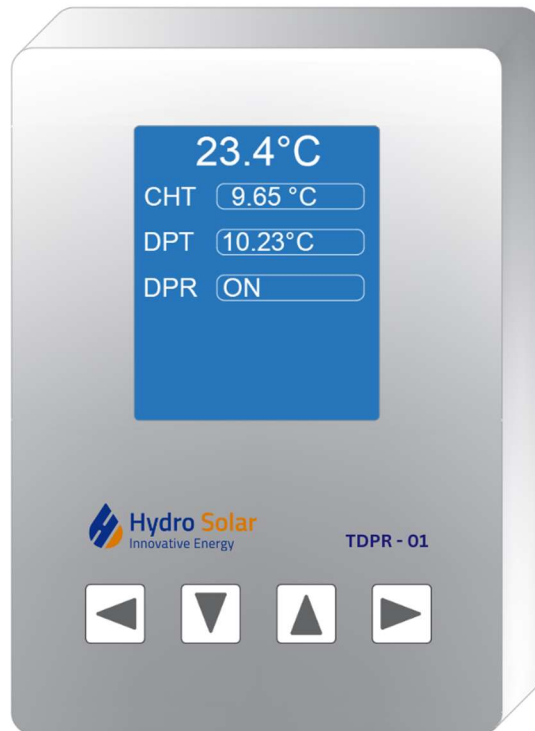 23.4°C
CHT 9.65 °C
DPT 10.23°C
DPR ON
Hydro Solar
Innovative Energy
TDPR - 01